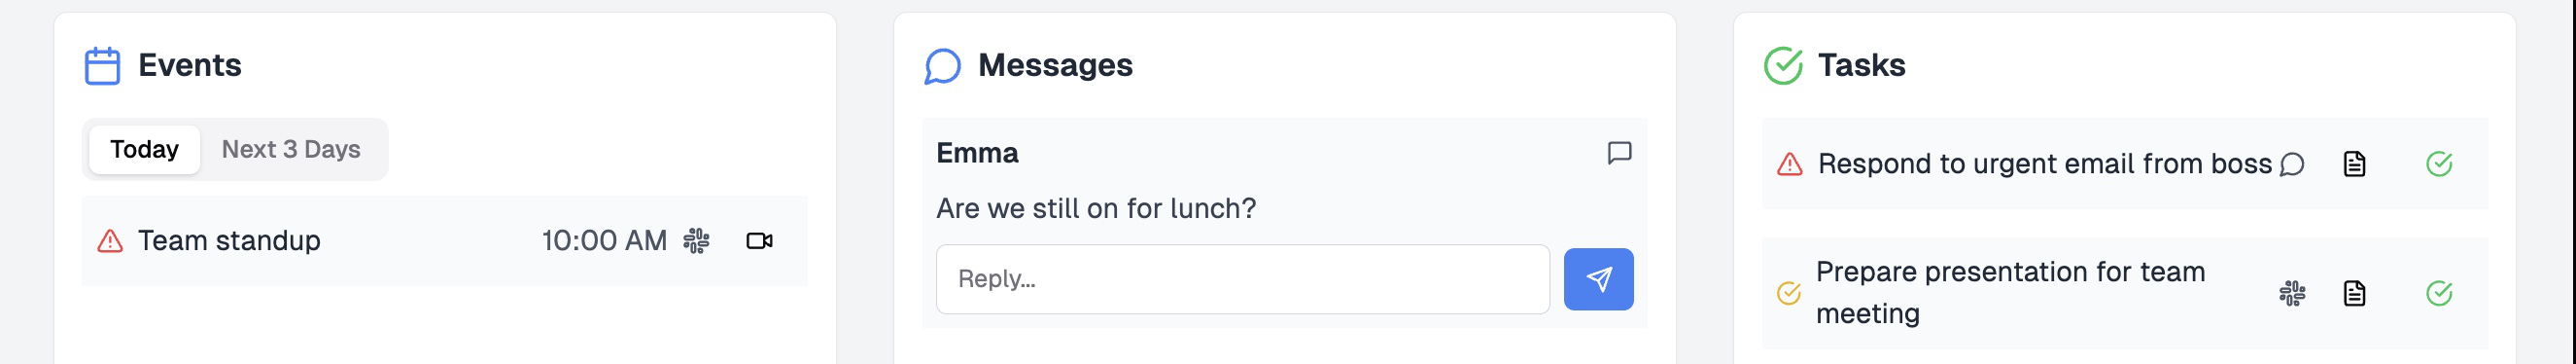 Events
Today
Next 3 Days
Team standup
10:00 AM
Messages
Emma
Are we still on for lunch?
Reply...
Tasks
Respond to urgent email from boss
Prepare presentation for team
meeting